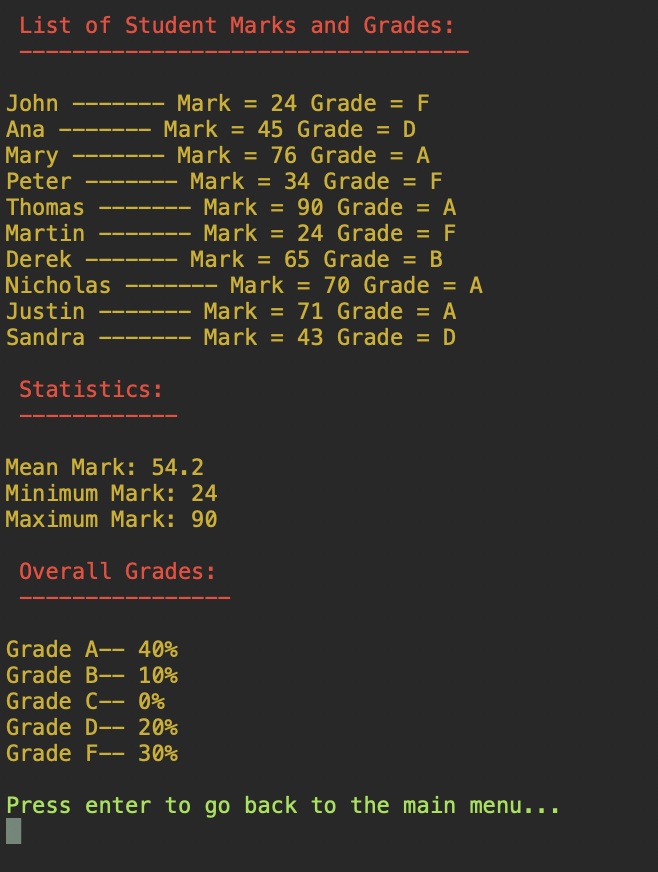 List of Student Marks and Grades:
----------------------------------
John ------- Mark = 24 Grade = F
Ana ------- Mark = 45 Grade = D
Mary ------- Mark = 76 Grade = A
Peter ------- Mark = 34 Grade = F
Thomas ------- Mark = 90 Grade = A
Martin ------- Mark = 24 Grade = F
Derek ------- Mark = 65 Grade = B
Nicholas ------- Mark = 70 Grade = A
Justin ------- Mark = 71 Grade = A
Sandra ------- Mark = 43 Grade = D
Statistics:
------------
Mean Mark: 54.2
Minimum Mark: 24
Maximum Mark: 90
Overall Grades:
----------------
Grade A-- 40%
Grade B-- 10%
Grade C-- 0%
Grade D-- 20%
Grade F-- 30%
Press enter to go back to the main menu...